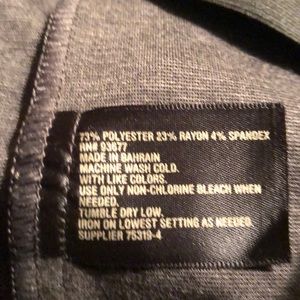 73% POLYESTER 23% RAYON 4% SPANDEX
RN# 93677
MADE IN BAHRAIN
MACHINE WASH COLD.
WITH LIKE COLORS.
USE ONLY NON-CHLORINE BLEACH WHEN
NEEDED.
TUMBLE DRY LOW.
IRON ON LOWEST SETTING AS NEEDED.
SUPPLIER 75319-4